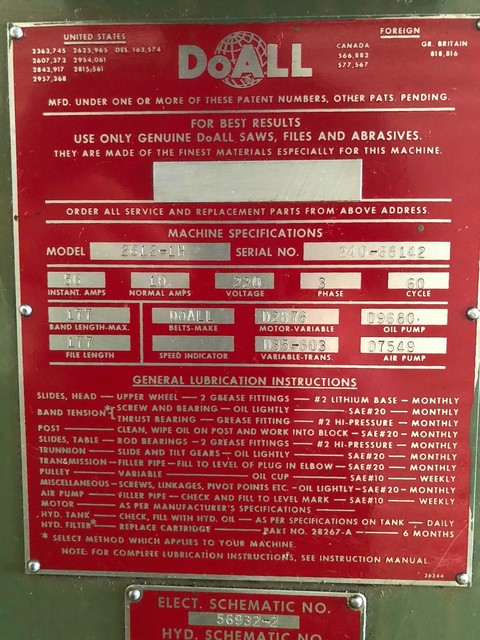 UNITED STATES
2363,745 2625,965 DES. 163,574
2607,373 2954,061
2843,917 2815,561
2957,368
DoALL
FOREIGN
CANADA GR. BRITAIN
566,882 818,816
577,567
MFD. UNDER ONE OR MORE OF THESE PATENT NUMBERS, OTHER PATS. PENDING.
FOR BEST RESULTS
USE ONLY GENUINE DoALL SAWS, FILES AND ABRASIVES.
THEY ARE MADE OF THE FINEST MATERIALS ESPECIALLY FOR THIS MACHINE.
ORDER ALL SERVICE AND REPLACEMENT PARTS FROM ABOVE ADDRESS.
MACHINE SPECIFICATIONS
MODEL 2612-1H SERIAL NO. 240-66142
56 10 220 3 60
INSTANT. AMPS NORMAL AMPS VOLTAGE PHASE CYCLE
177 DOALL D2876 D9680
BAND LENGTH-MAX. BELTS-MAKE MOTOR-VARIABLE OIL PUMP
177 D35-603 D7549
FILE LENGTH SPEED INDICATOR VARIABLE-TRANS. AIR PUMP
GENERAL LUBRICATION INSTRUCTIONS
SLIDES, HEAD — UPPER WHEEL — 2 GREASE FITTINGS — #2 LITHIUM BASE — MONTHLY
BAND TENSION* SCREW AND BEARING — OIL LIGHTLY — SAE#20 — MONTHLY
THRUST BEARING — GREASE FITTING — #2 HI-PRESSURE — MONTHLY
POST — CLEAN, WIPE OIL ON POST AND WORK INTO BLOCK — SAE#20 — MONTHLY
SLIDES, TABLE — ROD BEARINGS — 2 GREASE FITTINGS — #2 HI-PRESSURE — MONTHLY
TRUNNION — SLIDE AND TILT GEARS — OIL LIGHTLY — SAE#20 — MONTHLY
TRANSMISSION — FILLER PIPE — FILL TO LEVEL OF PLUG IN ELBOW — SAE#20 — MONTHLY
PULLEY — VARIABLE — OIL CUP — SAE#10 — WEEKLY
MISCELLANEOUS — SCREWS, LINKAGES, PIVOT POINTS ETC. — OIL LIGHTLY — SAE#20 — MONTHLY
AIR PUMP — FILLER PIPE — CHECK AND FILL TO LEVEL MARK — SAE#10 — WEEKLY
MOTOR — AS PER MANUFACTURER'S SPECIFICATIONS —
HYD. TANK — CHECK, FILL WITH HYD. OIL — AS PER SPECIFICATIONS ON TANK — DAILY
HYD. FILTER* — REPLACE CARTRIDGE — PART NO. 28267-A — 6 MONTHS
* SELECT METHOD WHICH APPLIES TO YOUR MACHINE.
NOTE: FOR COMPLETE LUBRICATION INSTRUCTIONS, SEE INSTRUCTION MANUAL.
26244
ELECT. SCHEMATIC NO.
56932-2
HYD. SCHEMATIC NO.